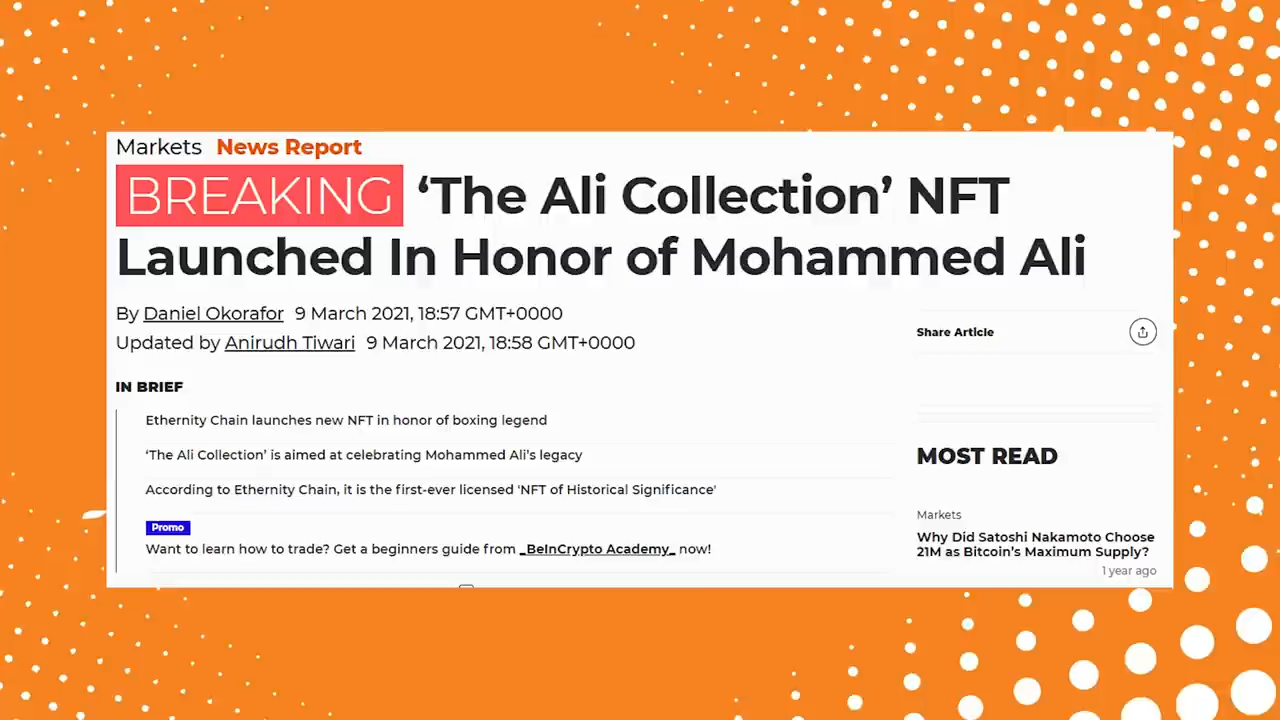 Markets News Report
BREAKING ‘The Ali Collection’ NFT
Launched In Honor of Mohammed Ali
By Daniel Okorafor 9 March 2021, 18:57 GMT+0000
Updated by Anirudh Tiwari 9 March 2021, 18:58 GMT+0000
Share Article
IN BRIEF
Ethernity Chain launches new NFT in honor of boxing legend
‘The Ali Collection’ is aimed at celebrating Mohammed Ali’s legacy
According to Ethernity Chain, it is the first-ever licensed 'NFT of Historical Significance'
Promo
Want to learn how to trade? Get a beginners guide from _BeInCrypto Academy_ now!
MOST READ
Markets
Why Did Satoshi Nakamoto Choose
21M as Bitcoin’s Maximum Supply?
1 year ago